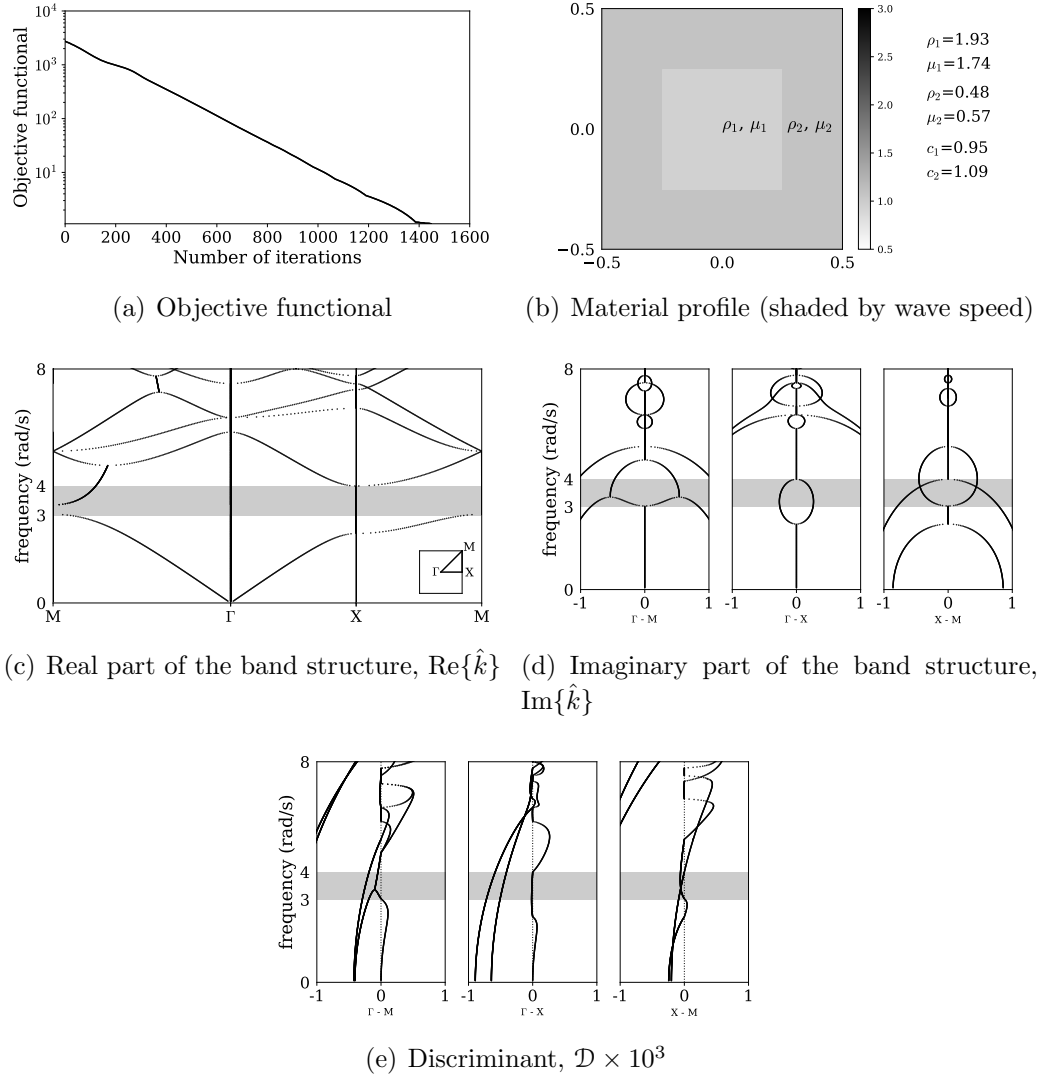 Objective functional
10^4
10^3
10^2
10^1
0 200 400 600 800 1000 1200 1400 1600
Number of iterations
(a) Objective functional
0.5
0.0
−0.5
−0.5 0.0 0.5
ρ1, μ1 ρ2, μ2
3.0
2.5
2.0
1.5
1.0
0.5
ρ1=1.93
μ1=1.74
ρ2=0.48
μ2=0.57
c1=0.95
c2=1.09
(b) Material profile (shaded by wave speed)
frequency (rad/s)
8
4
3
0
M Γ X M
M
Γ X
(c) Real part of the band structure, Re{k̂}
frequency (rad/s)
8
4
3
0
-1 0 1 -1 0 1 -1 0 1
Γ - M Γ - X X - M
(d) Imaginary part of the band structure,
Im{k̂}
frequency (rad/s)
8
4
3
0
-1 0 1 -1 0 1 -1 0 1
Γ - M Γ - X X - M
(e) Discriminant, 𝒟 × 10^3